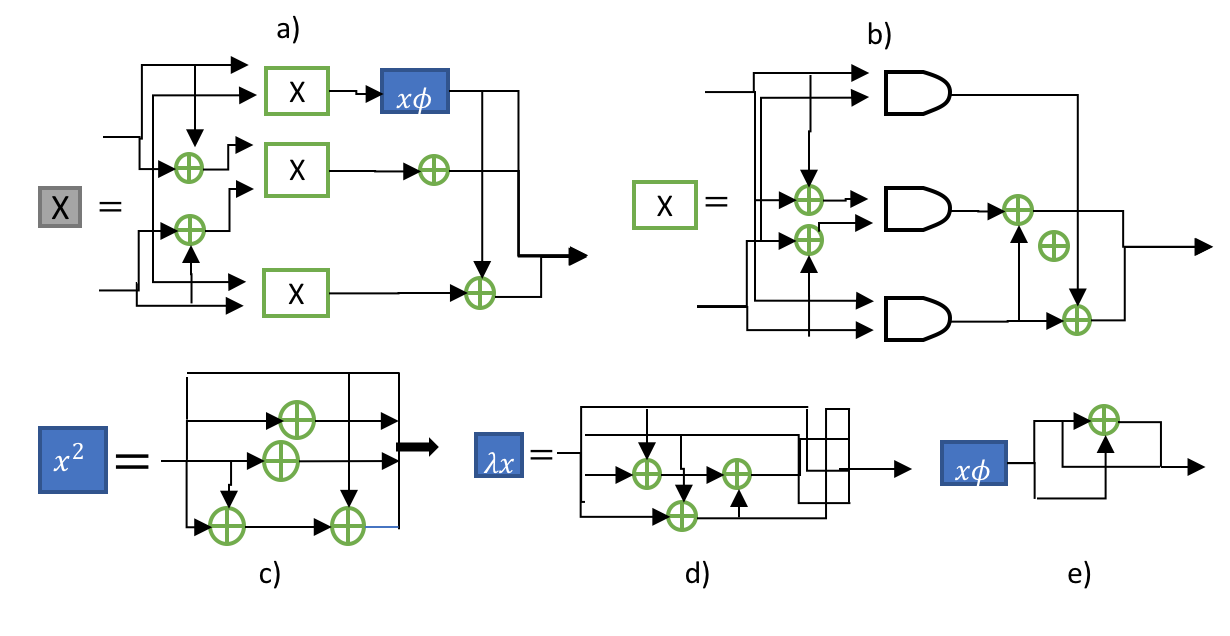 a)
b)
X
X
xϕ
X
X
=
X
X
=
x²
=
λx
=
xϕ
c)
d)
e)